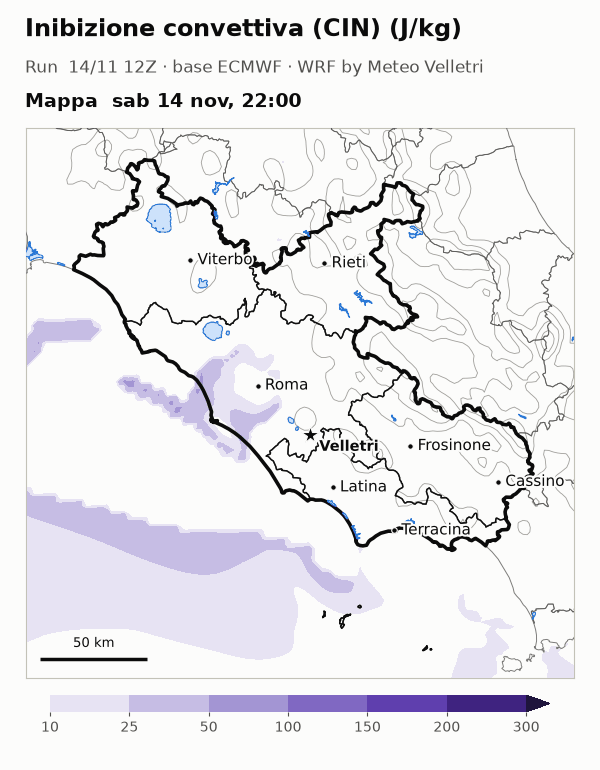 Inibizione convettiva (CIN) (J/kg)
Run  14/11 12Z · base ECMWF · WRF by Meteo Velletri
Mappa  sab 14 nov, 22:00
Viterbo
Rieti
Roma
Velletri
Frosinone
Cassino
Latina
Terracina
50 km
10 25 50 100 150 200 300